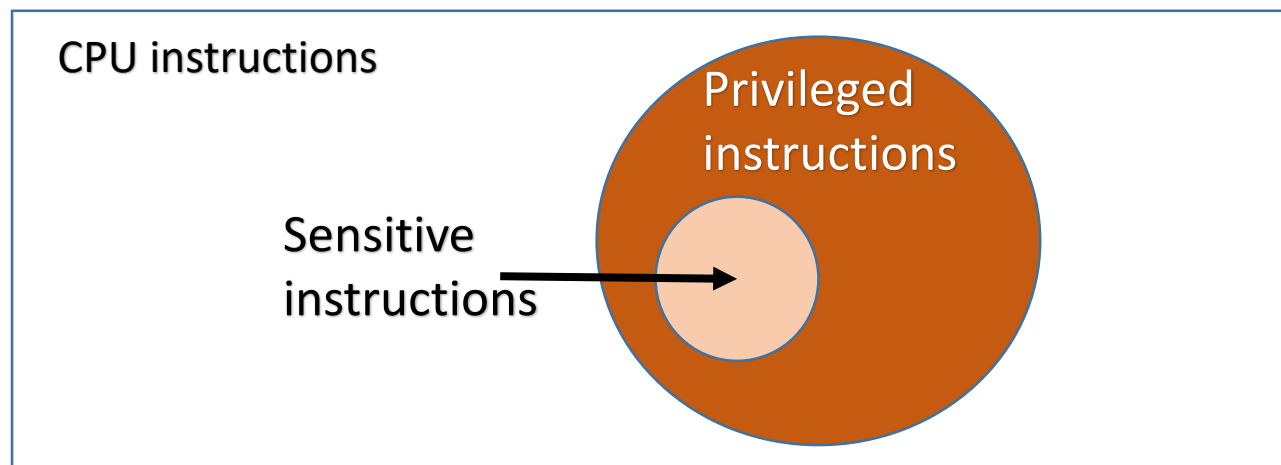 CPU instructions
Privileged
instructions
Sensitive
instructions